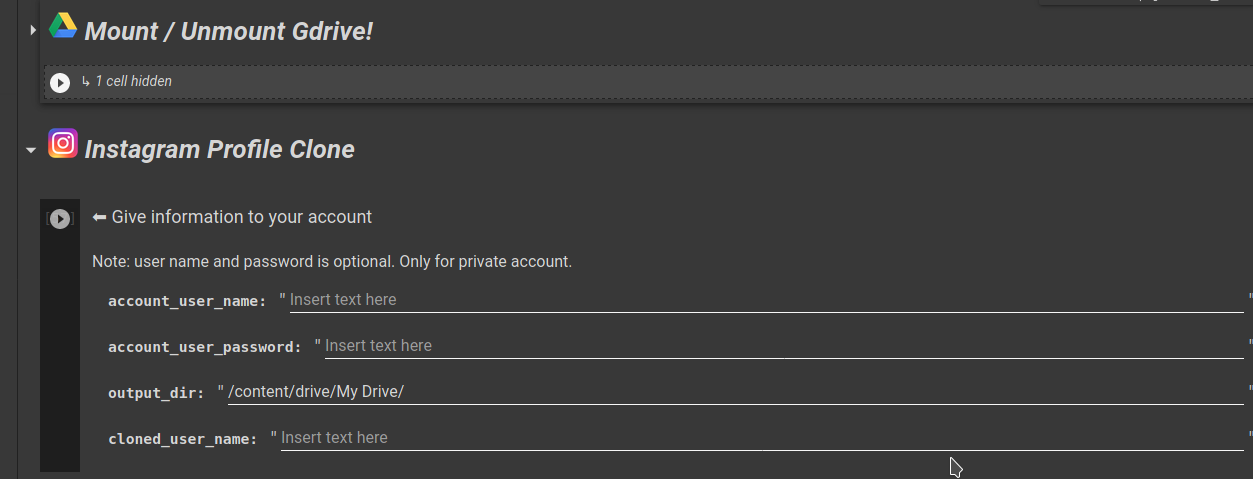 Mount / Unmount Gdrive!
↳ 1 cell hidden
Instagram Profile Clone
[ ] ⬅ Give information to your account
Note: user name and password is optional. Only for private account.
account_user_name: " Insert text here "
account_user_password: " Insert text here "
output_dir: " /content/drive/My Drive/ "
cloned_user_name: " Insert text here "